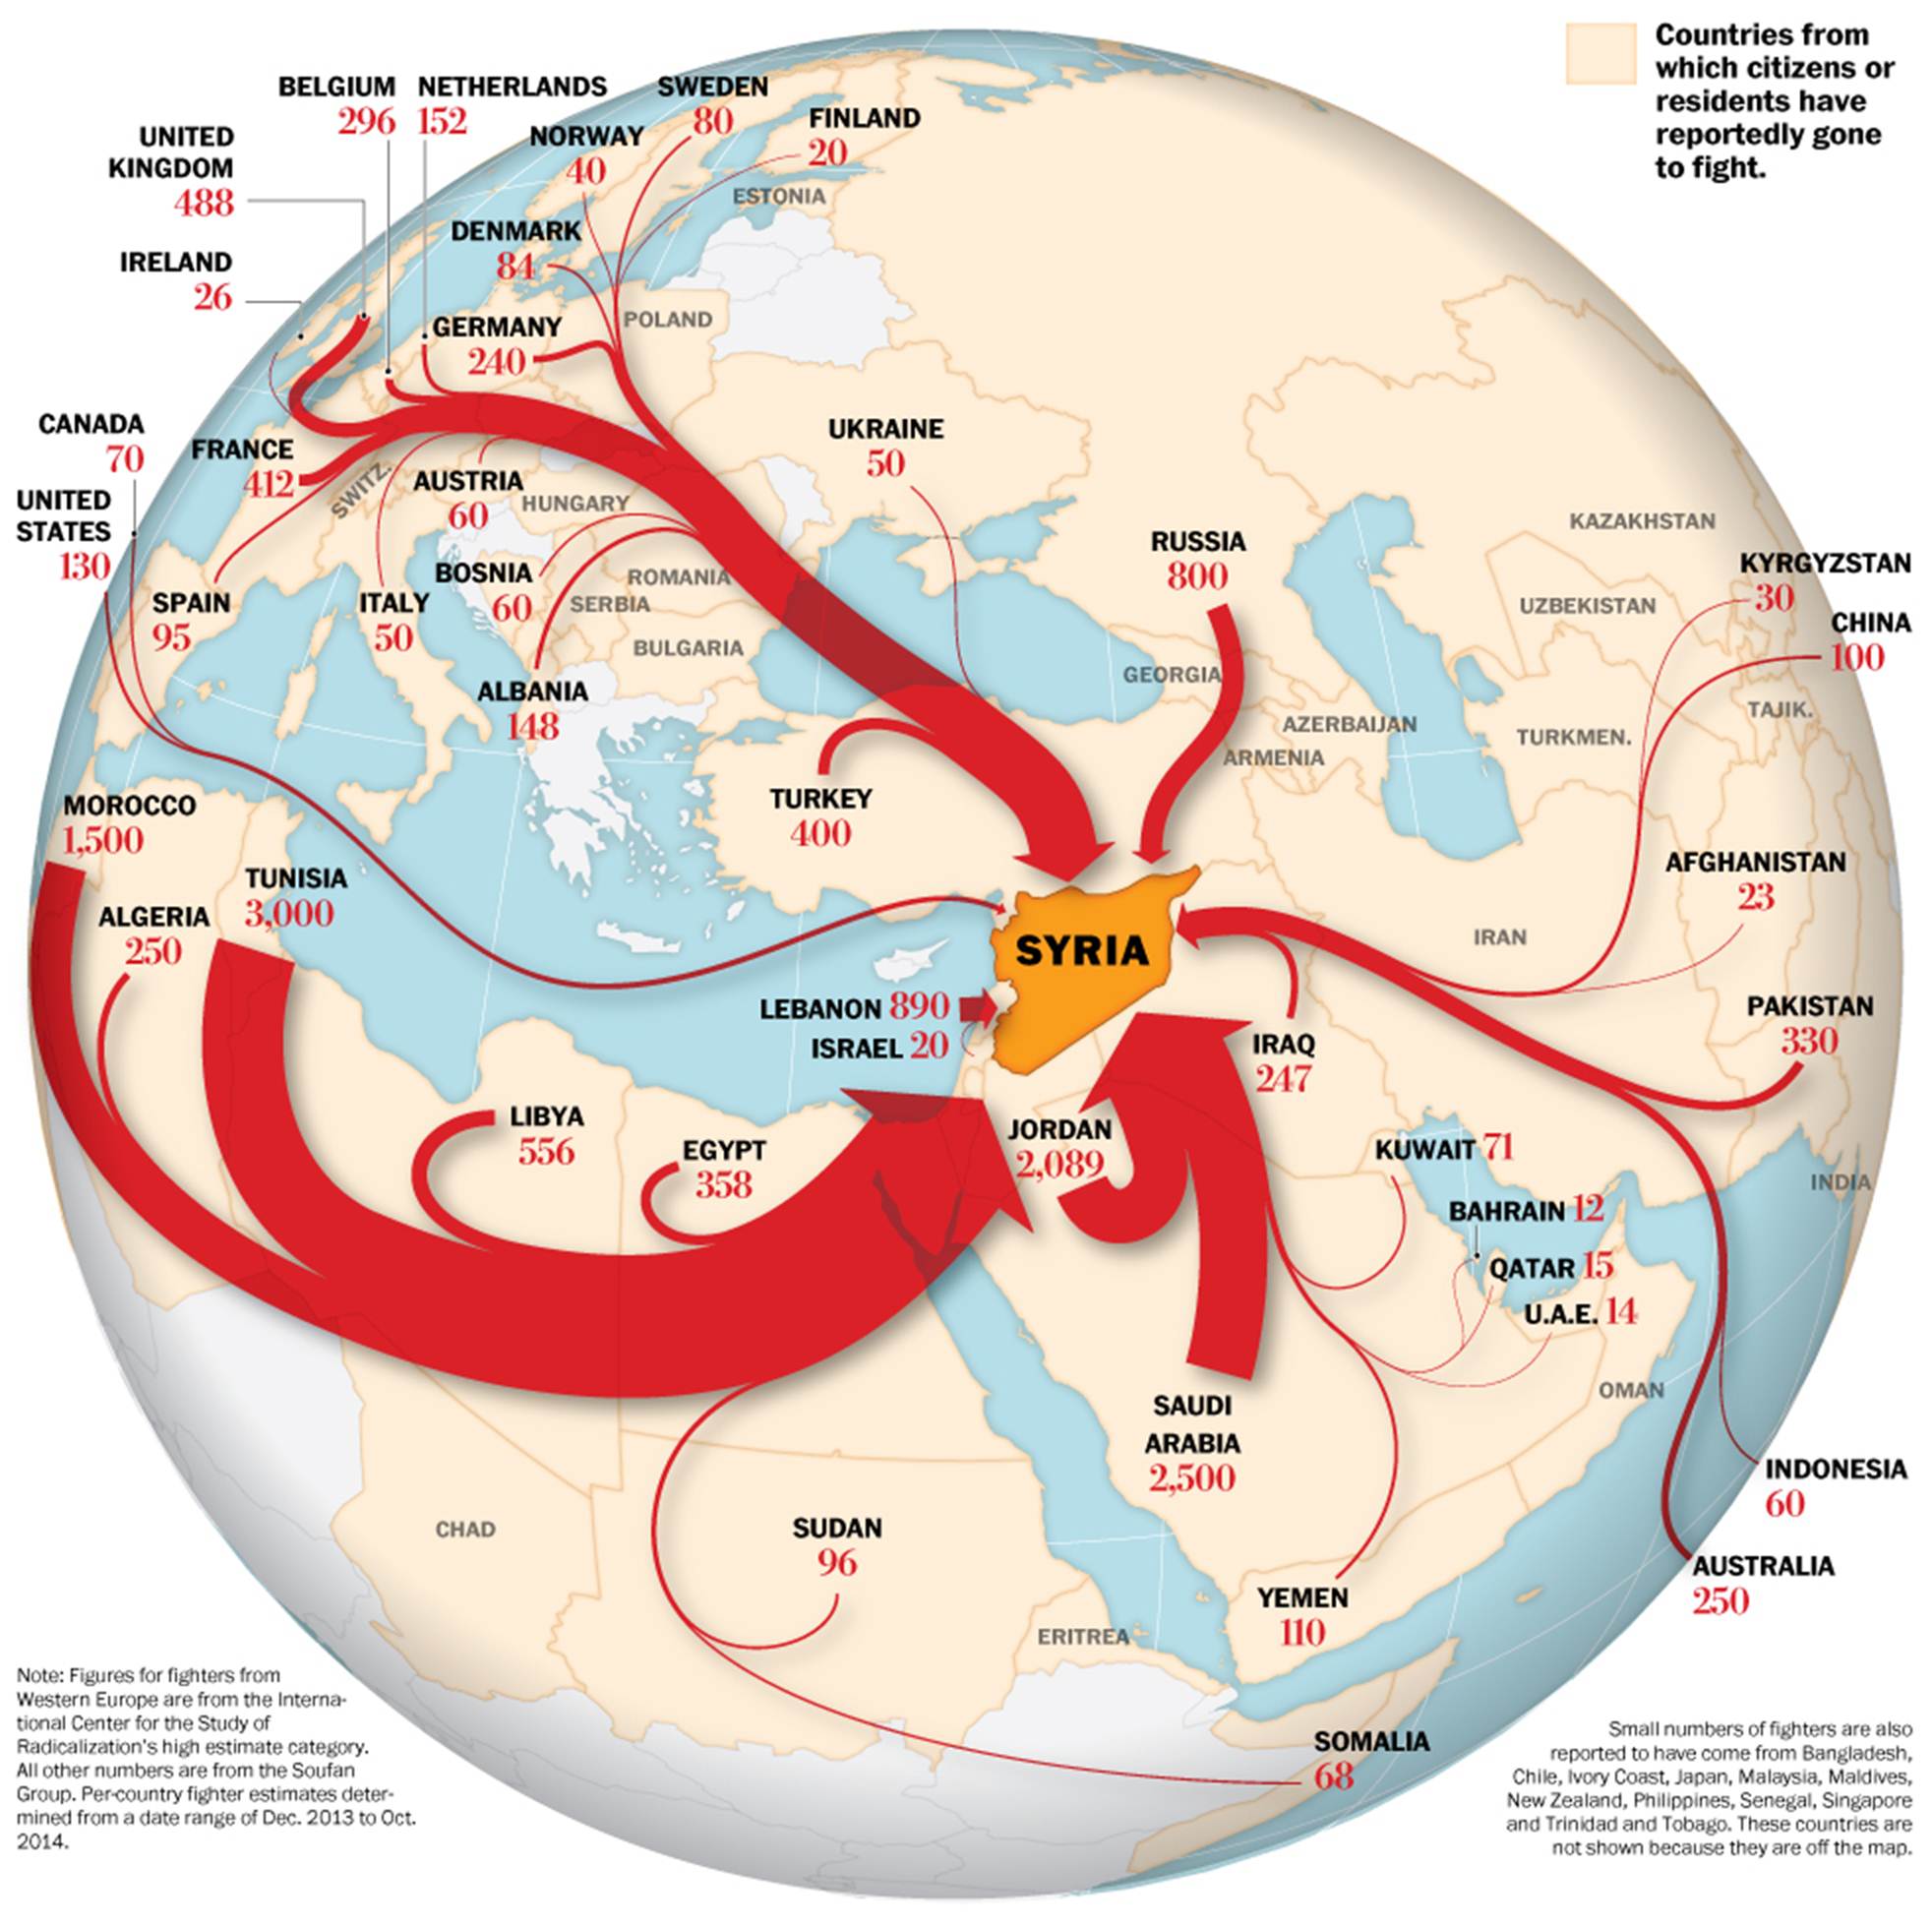 Countries from
which citizens or
residents have
reportedly gone
to fight.
BELGIUM
296
NETHERLANDS
152
SWEDEN
80
FINLAND
20
NORWAY
40
UNITED
KINGDOM
488
ESTONIA
DENMARK
84
IRELAND
26
GERMANY
240
POLAND
CANADA
70
FRANCE
412
SWITZ.
AUSTRIA
60
HUNGARY
UKRAINE
50
UNITED
STATES
130
RUSSIA
800
KAZAKHSTAN
KYRGYZSTAN
30
UZBEKISTAN
CHINA
100
SPAIN
95
ITALY
50
BOSNIA
60
ROMANIA
SERBIA
BULGARIA
ALBANIA
148
GEORGIA
AZERBAIJAN
ARMENIA
TURKMEN.
TAJIK.
TURKEY
400
MOROCCO
1,500
TUNISIA
3,000
ALGERIA
250
AFGHANISTAN
23
SYRIA
IRAN
LEBANON 890
ISRAEL 20
IRAQ
247
PAKISTAN
330
LIBYA
556
EGYPT
358
JORDAN
2,089
KUWAIT 71
INDIA
BAHRAIN 12
QATAR 15
U.A.E. 14
OMAN
SAUDI
ARABIA
2,500
INDONESIA
60
CHAD
SUDAN
96
AUSTRALIA
250
YEMEN
110
ERITREA
SOMALIA
68
Note: Figures for fighters from
Western Europe are from the Interna-
tional Center for the Study of
Radicalization's high estimate category.
All other numbers are from the Soufan
Group. Per-country fighter estimates deter-
mined from a date range of Dec. 2013 to Oct.
2014.
Small numbers of fighters are also
reported to have come from Bangladesh,
Chile, Ivory Coast, Japan, Malaysia, Maldives,
New Zealand, Philippines, Senegal, Singapore
and Trinidad and Tobago. These countries are
not shown because they are off the map.